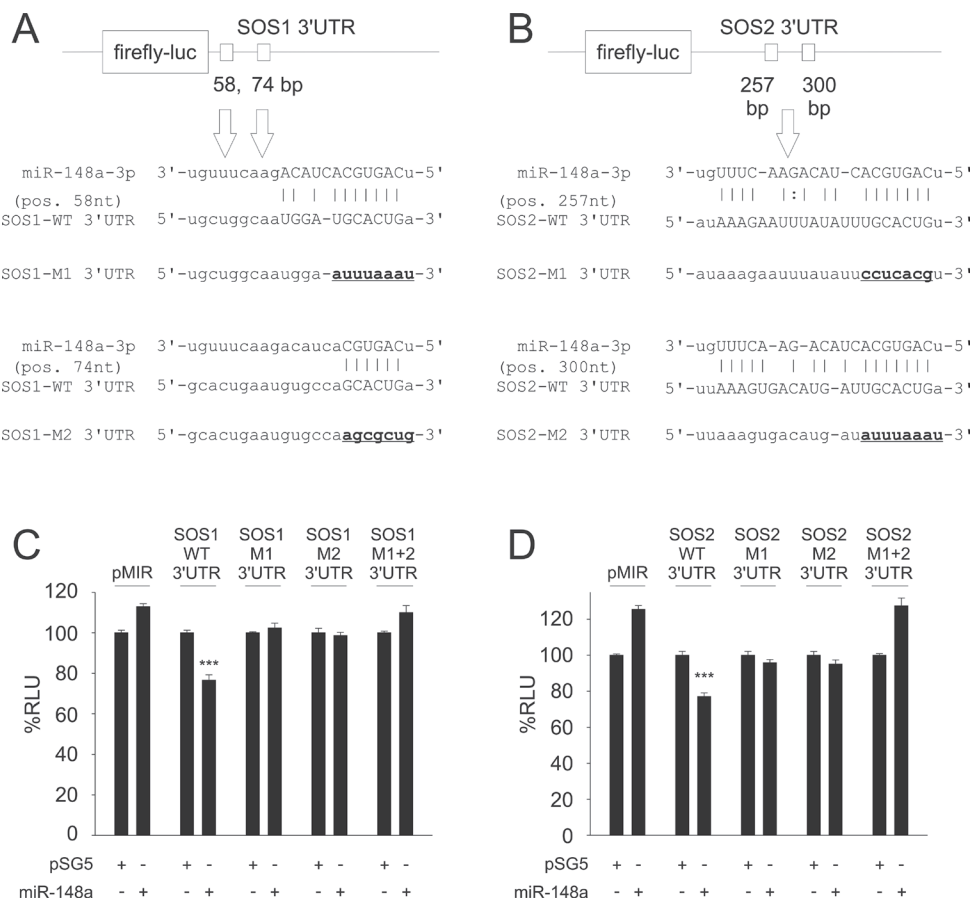 A
SOS1 3'UTR
firefly-luc
58, 74 bp
miR-148a-3p 3'-uguuucaagACAUCACGUGACu-5'
(pos. 58nt)
SOS1-WT 3'UTR 5'-ugcuggcaaUGGA-UGCACUGa-3'
SOS1-M1 3'UTR 5'-ugcuggcaaugga-auuuaaau-3'
miR-148a-3p 3'-uguuucaagacaucaCGUGACu-5'
(pos. 74nt)
SOS1-WT 3'UTR 5'-gcacugaaugugccaGCACUGa-3'
SOS1-M2 3'UTR 5'-gcacugaaugugccaagcgcug-3'
B
SOS2 3'UTR
firefly-luc
257 300
bp bp
miR-148a-3p 3'-ugUUUC-AAGACAU-CACGUGACu-5'
(pos. 257nt)
SOS2-WT 3'UTR 5'-auAAAGAAUUUAUAUUUGCACUGu-3'
SOS2-M1 3'UTR 5'-auaaagaauuuauauuccucacgu-3'
miR-148a-3p 3'-ugUUUCA-AG-ACAUCACGUGACu-5'
(pos. 300nt)
SOS2-WT 3'UTR 5'-uuAAAGUGACAUG-AUUGCACUGa-3'
SOS2-M2 3'UTR 5'-uuaaagugacaug-auauuuaaau-3'
C
pMIR
SOS1 WT 3'UTR
SOS1 M1 3'UTR
SOS1 M2 3'UTR
SOS1 M1+2 3'UTR
%RLU
120
100
80
60
40
20
0
pSG5 + - + - + - + - + -
miR-148a - + - + - + - + - +
***
D
pMIR
SOS2 WT 3'UTR
SOS2 M1 3'UTR
SOS2 M2 3'UTR
SOS2 M1+2 3'UTR
%RLU
120
100
80
60
40
20
0
pSG5 + - + - + - + - + -
miR-148a - + - + - + - + - +
***